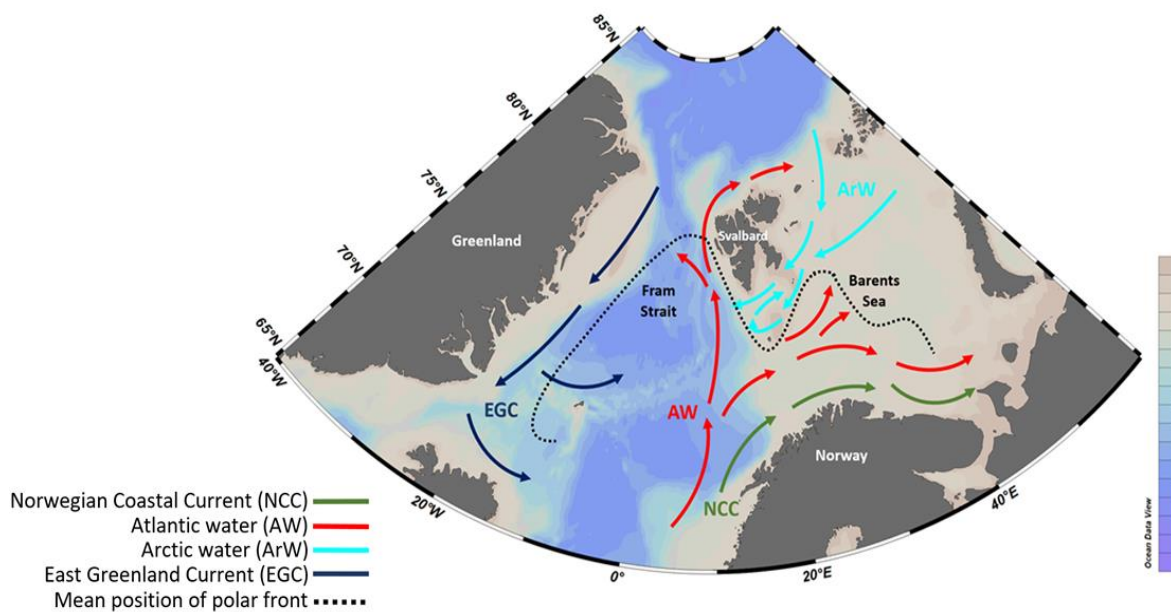 85°N
80°N
75°N
70°N
65°N
40°W
20°W
0°
20°E
40°E
Greenland
Svalbard
ArW
Fram
Strait
Barents
Sea
EGC
AW
NCC
Norway
Ocean Data View
Norwegian Coastal Current (NCC)
Atlantic water (AW)
Arctic water (ArW)
East Greenland Current (EGC)
Mean position of polar front